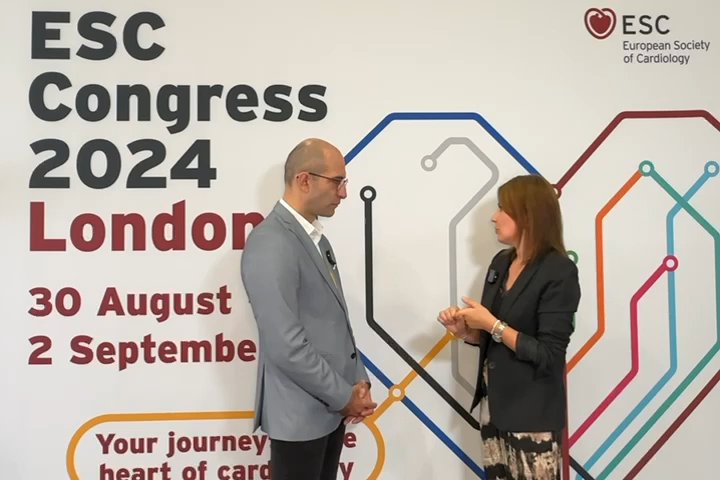 ESC
Congress
2024
London
30 August
2 Septembe
Your journey e
heart of card y
ESC
European Society
of Cardiology